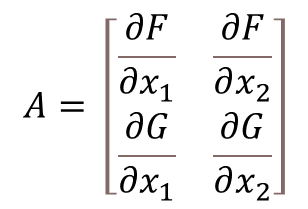 A = [ ∂F/∂x₁ ∂F/∂x₂
∂G/∂x₁ ∂G/∂x₂ ]